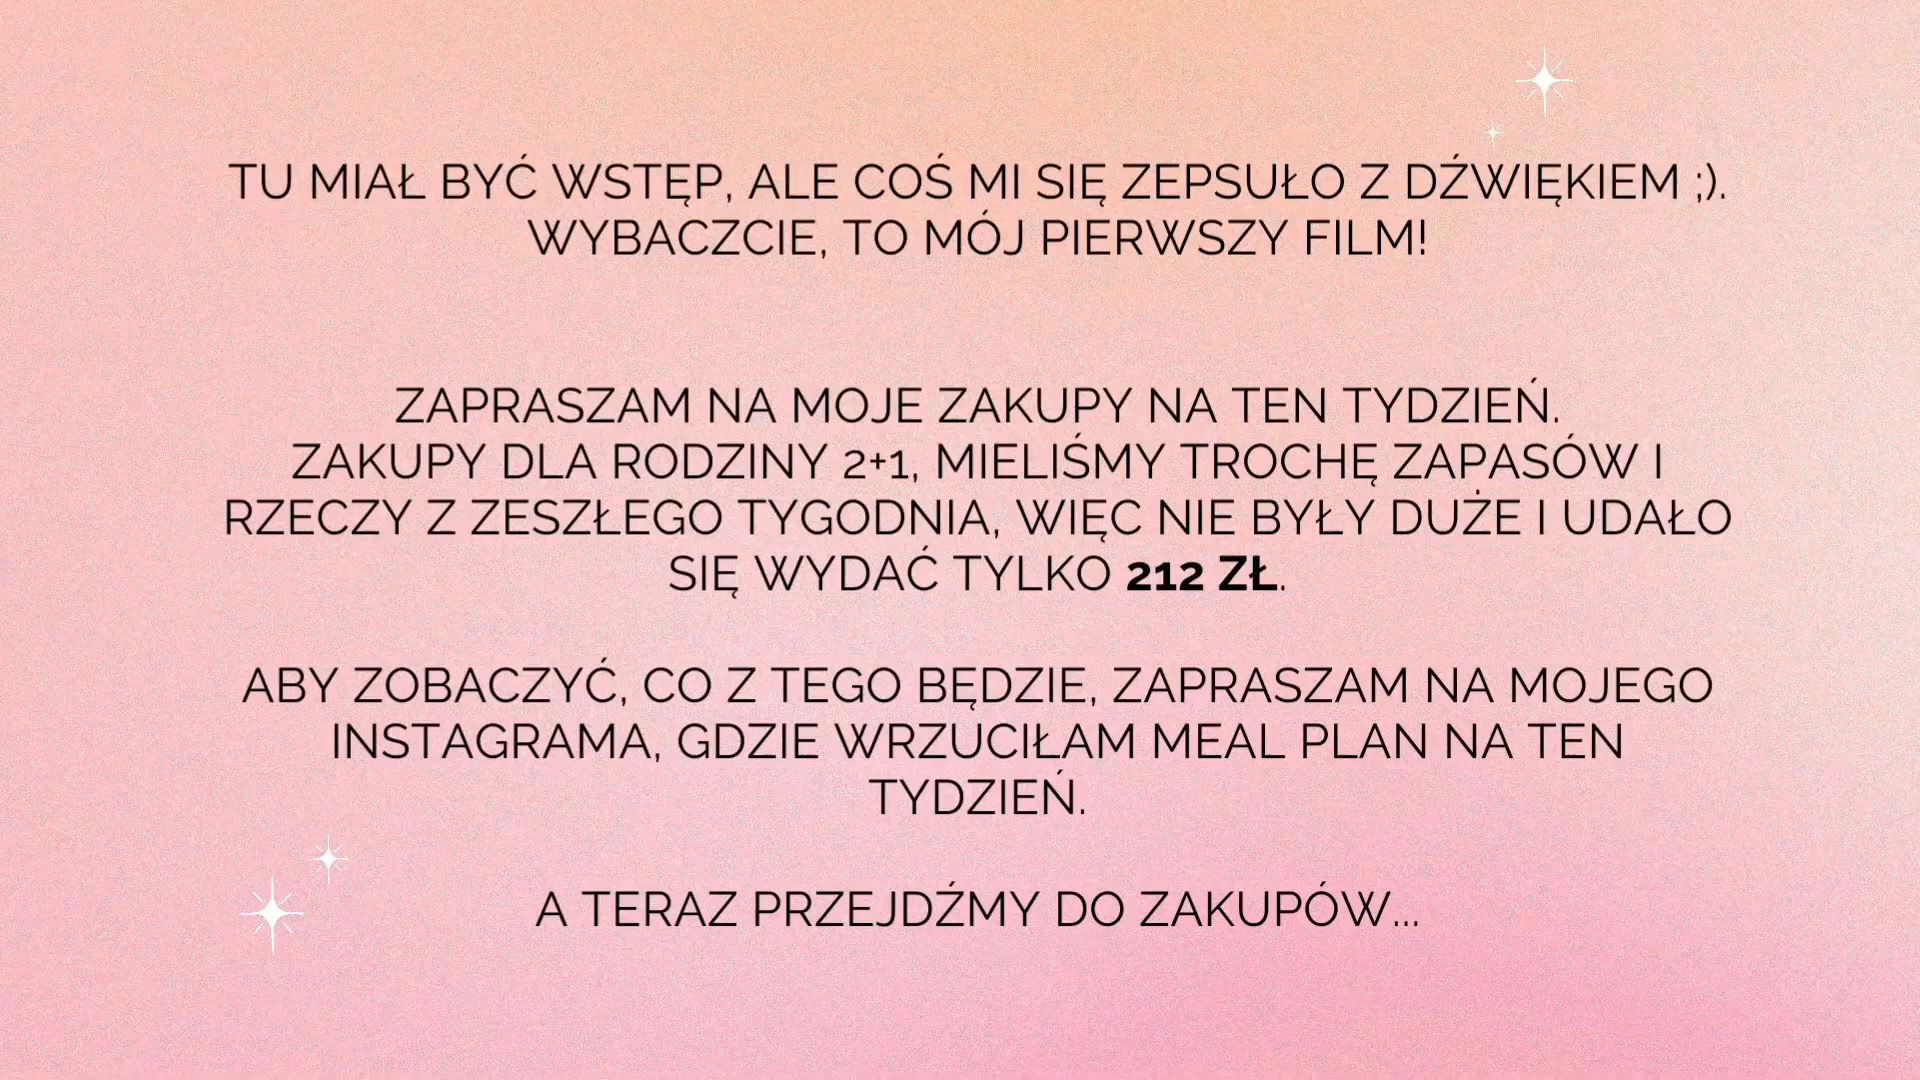 TU MIAŁ BYĆ WSTĘP, ALE COŚ MI SIĘ ZEPSUŁO Z DŹWIĘKIEM ;).
WYBACZCIE, TO MÓJ PIERWSZY FILM!
ZAPRASZAM NA MOJE ZAKUPY NA TEN TYDZIEŃ.
ZAKUPY DLA RODZINY 2+1, MIELIŚMY TROCHĘ ZAPASÓW I
RZECZY Z ZESZŁEGO TYGODNIA, WIĘC NIE BYŁY DUŻE I UDAŁO
SIĘ WYDAĆ TYLKO 212 ZŁ.
ABY ZOBACZYĆ, CO Z TEGO BĘDZIE, ZAPRASZAM NA MOJEGO
INSTAGRAMA, GDZIE WRZUCIŁAM MEAL PLAN NA TEN
TYDZIEŃ.
A TERAZ PRZEJDŹMY DO ZAKUPÓW...